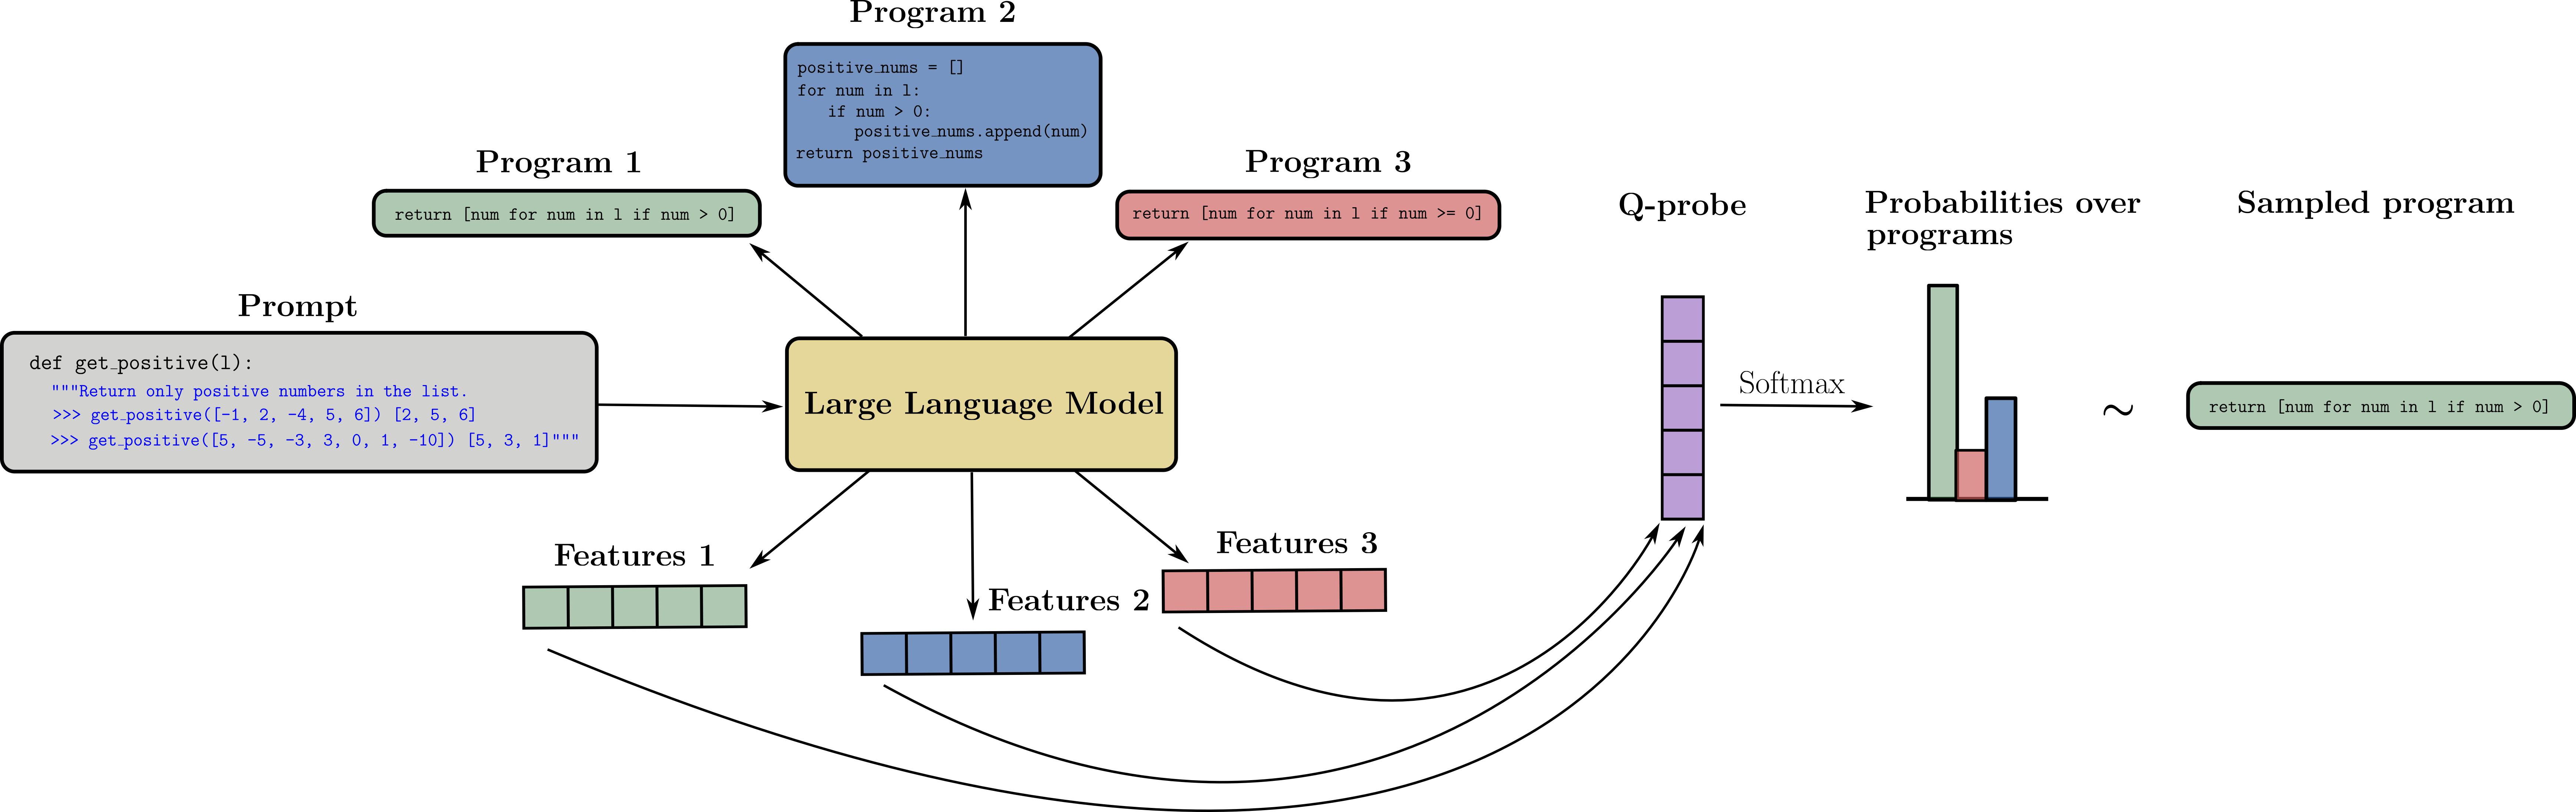 Program 2
positive_nums = []
for num in l:
if num > 0:
positive_nums.append(num)
return positive_nums
Program 1
return [num for num in l if num > 0]
Program 3
return [num for num in l if num >= 0]
Prompt
def get_positive(l):
"""Return only positive numbers in the list.
>>> get_positive([-1, 2, -4, 5, 6]) [2, 5, 6]
>>> get_positive([5, -5, -3, 3, 0, 1, -10]) [5, 3, 1]"""
Large Language Model
Features 1
Features 2
Features 3
Q-probe
Softmax
Probabilities over
programs
~
Sampled program
return [num for num in l if num > 0]